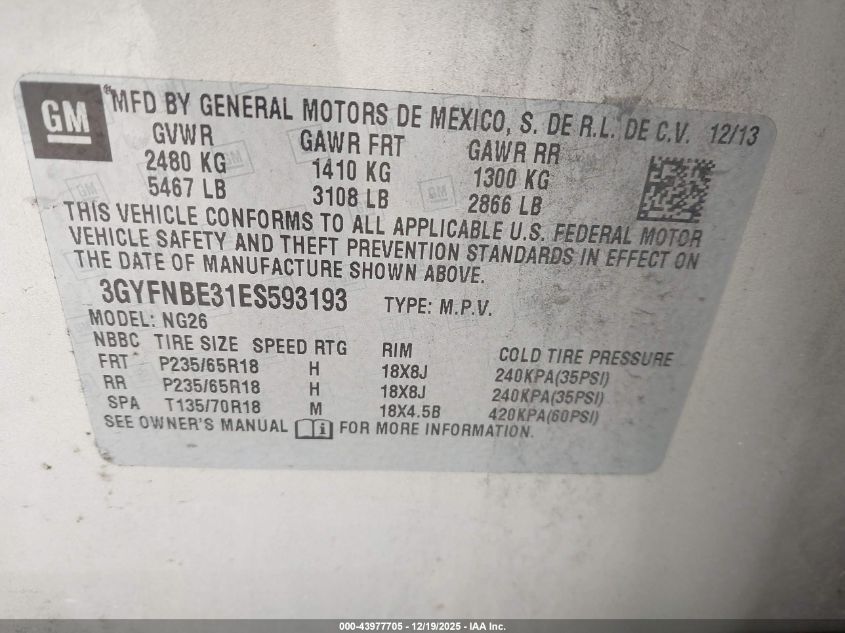 GM
® MFD BY GENERAL MOTORS DE MEXICO, S. DE R.L. DE C.V. 12/13
GVWR GAWR FRT GAWR RR
2480 KG 1410 KG 1300 KG
5467 LB 3108 LB 2866 LB
THIS VEHICLE CONFORMS TO ALL APPLICABLE U.S. FEDERAL MOTOR
VEHICLE SAFETY AND THEFT PREVENTION STANDARDS IN EFFECT ON
THE DATE OF MANUFACTURE SHOWN ABOVE.
3GYFNBE31ES593193 TYPE: M.P.V.
MODEL: NG26
NBBC TIRE SIZE SPEED RTG RIM COLD TIRE PRESSURE
FRT P235/65R18 H 18X8J 240KPA(35PSI)
RR P235/65R18 H 18X8J 240KPA(35PSI)
SPA T135/70R18 M 18X4.5B 420KPA(60PSI)
SEE OWNER'S MANUAL i FOR MORE INFORMATION.
000-43977705 - 12/19/2025 - IAA Inc.